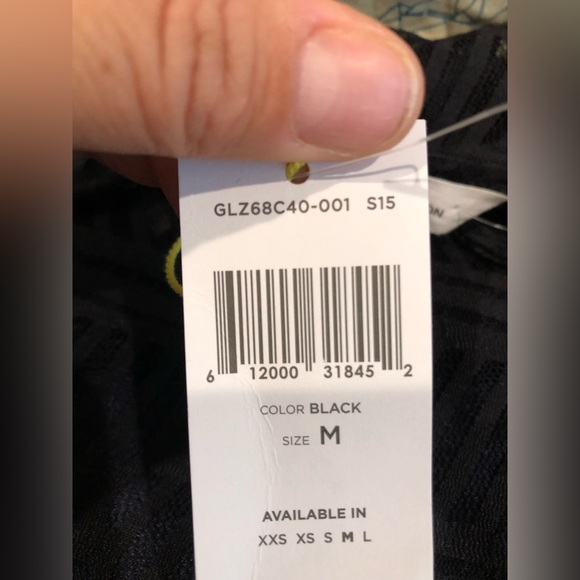 GLZ68C40-001 S15
6 12000 31845 2
COLOR BLACK
SIZE M
AVAILABLE IN
XXS XS S M L